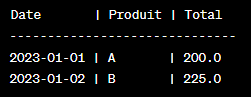 Date       | Produit | Total
------------------------------
2023-01-01 | A       | 200.0
2023-01-02 | B       | 225.0